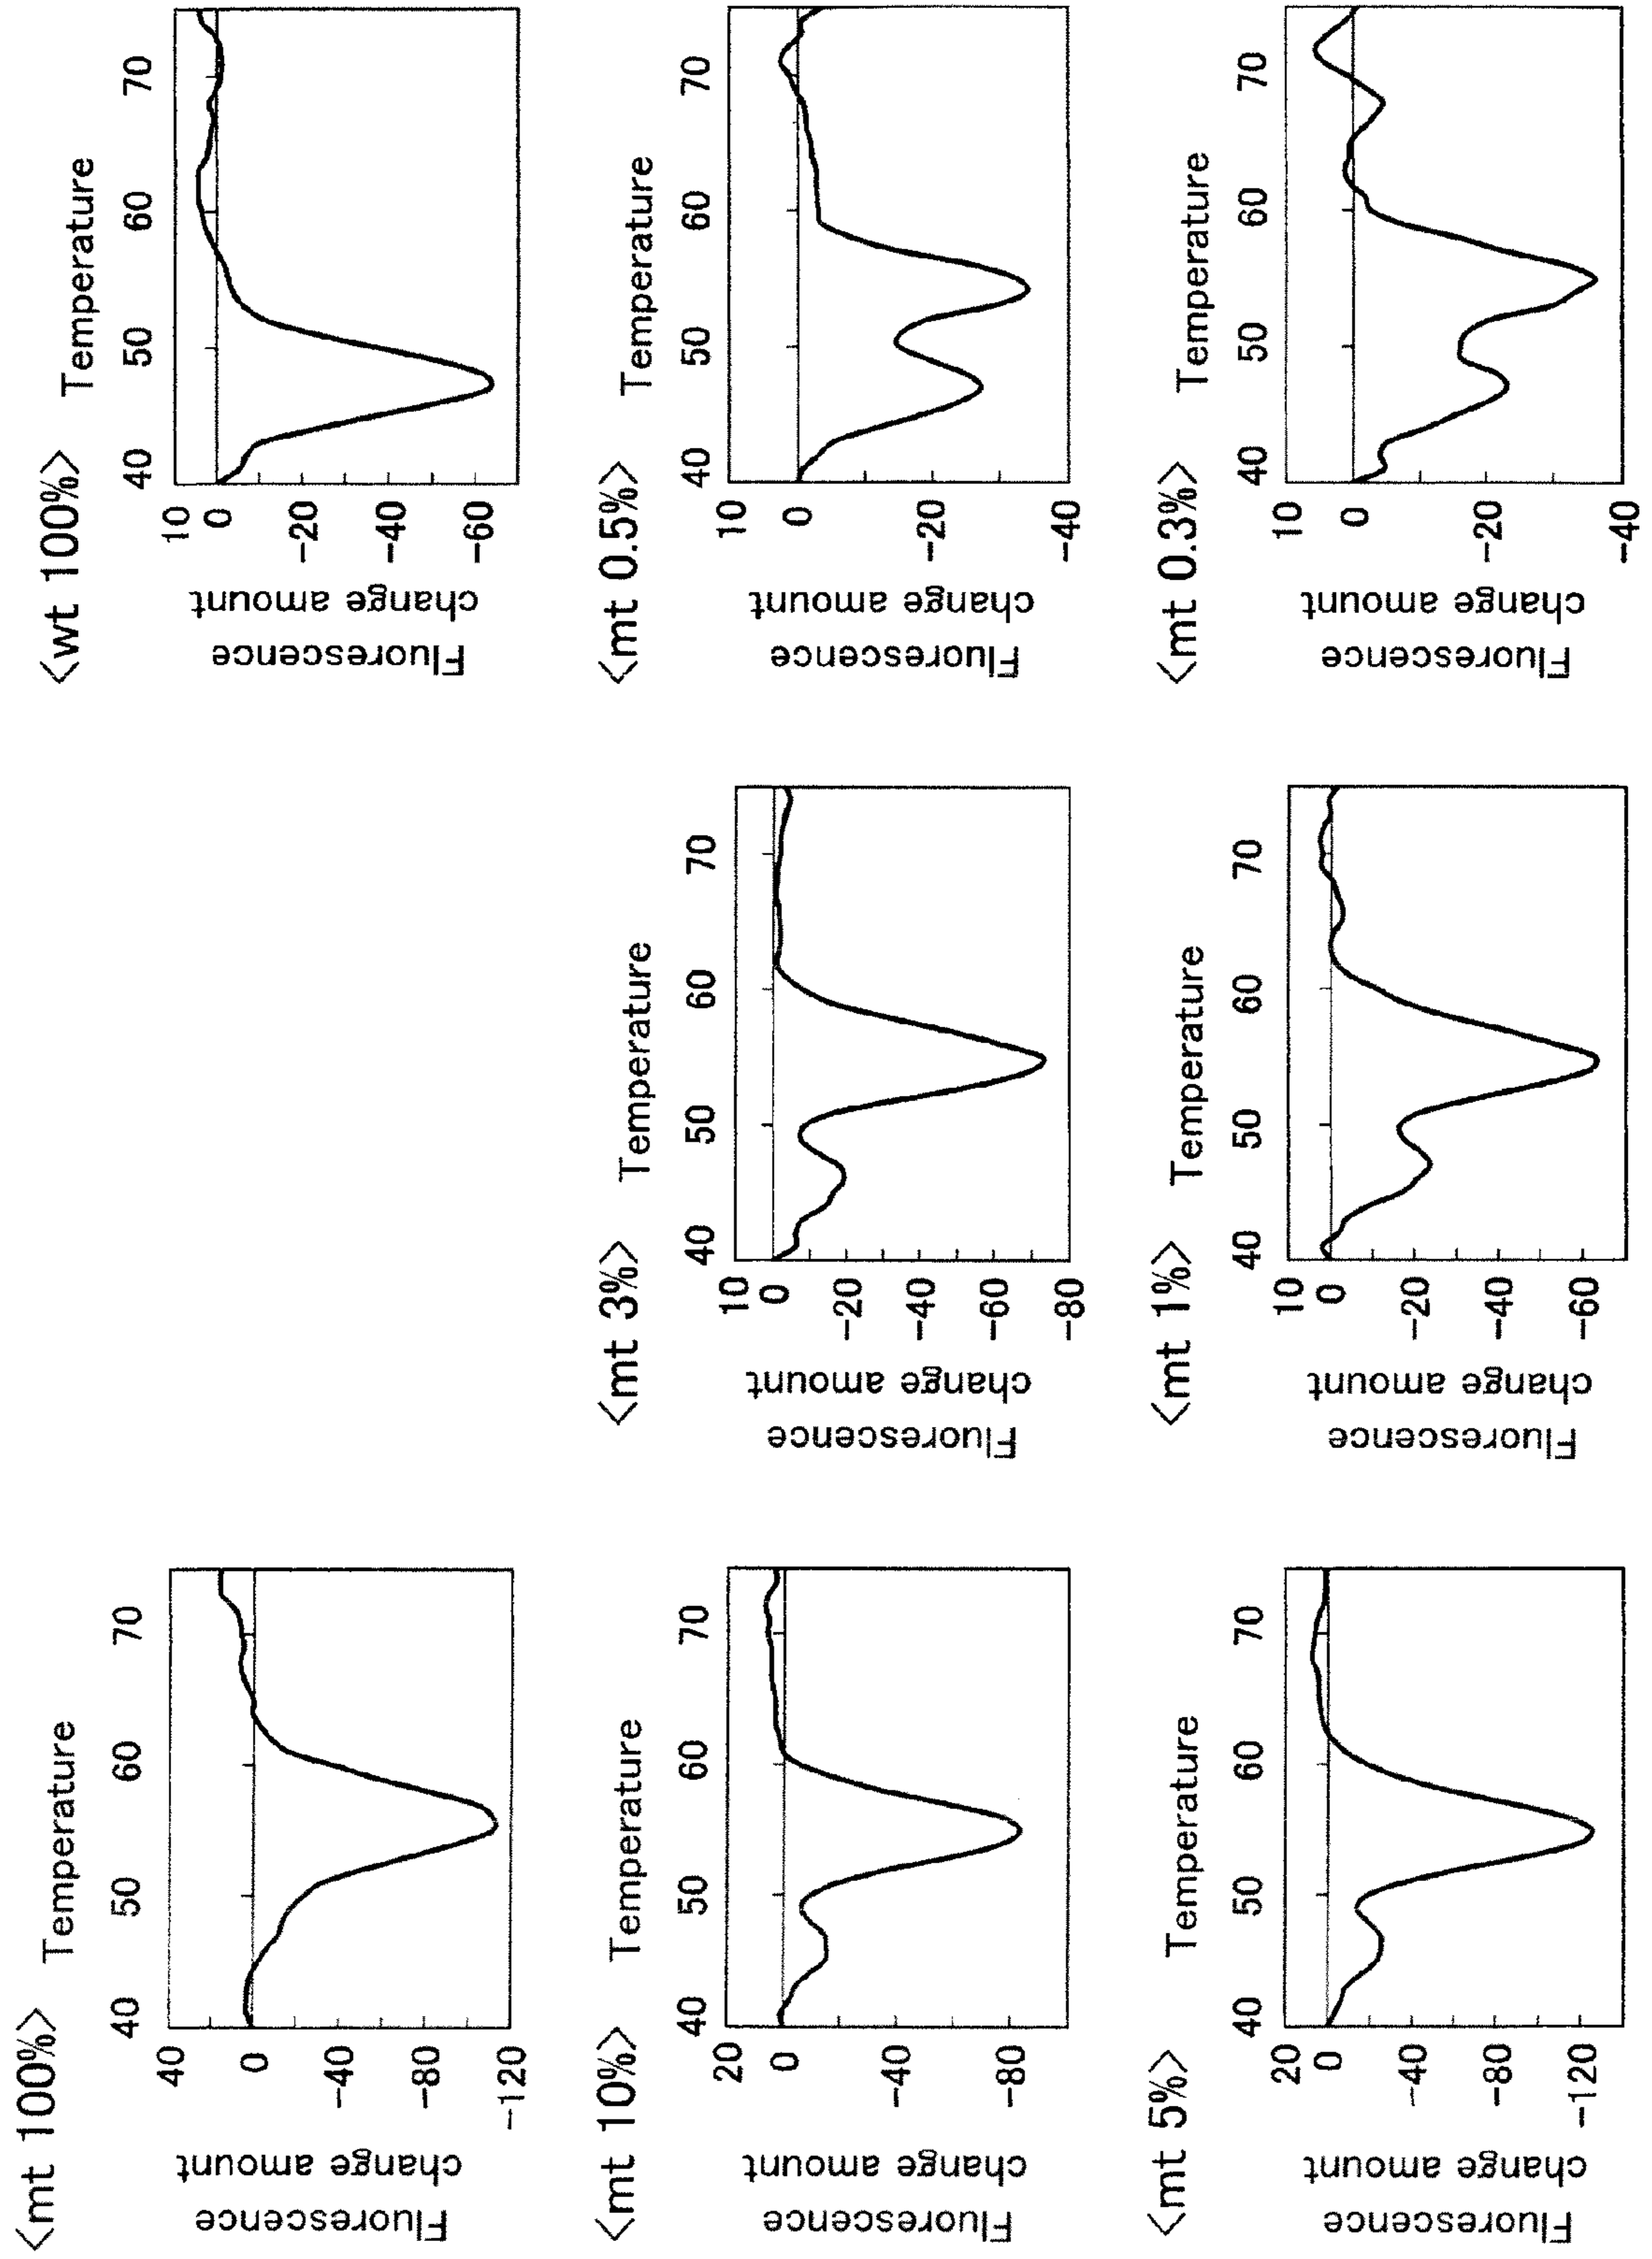 <mt 100%>
Temperature
40 50 60 70
40
0
-40
-80
-120
Fluorescence
change amount
<wt 100%>
Temperature
40 50 60 70
10
0
-20
-40
-60
Fluorescence
change amount
<mt 10%>
Temperature
40 50 60 70
20
0
-40
-80
Fluorescence
change amount
<mt 3%>
Temperature
40 50 60 70
10
0
-20
-40
-60
-80
Fluorescence
change amount
<mt 0.5%>
Temperature
40 50 60 70
10
0
-20
-40
Fluorescence
change amount
<mt 5%>
Temperature
40 50 60 70
20
0
-40
-80
-120
Fluorescence
change amount
<mt 1%>
Temperature
40 50 60 70
10
0
-20
-40
-60
Fluorescence
change amount
<mt 0.3%>
Temperature
40 50 60 70
10
0
-20
-40
Fluorescence
change amount